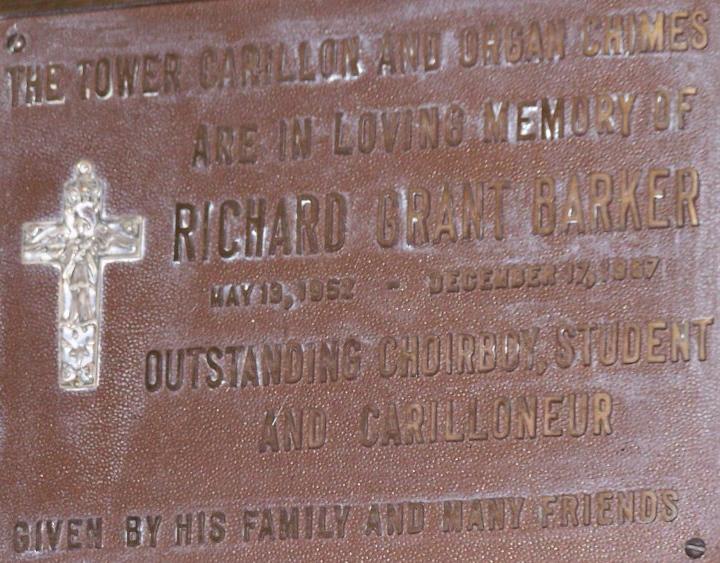 THE TOWER CARILLON AND ORGAN CHIMES
ARE IN LOVING MEMORY OF
RICHARD GRANT BARKER
MAY 19, 1952 - DECEMBER 17, 1967
OUTSTANDING CHOIRBOY, STUDENT
AND CARILLONEUR
GIVEN BY HIS FAMILY AND MANY FRIENDS